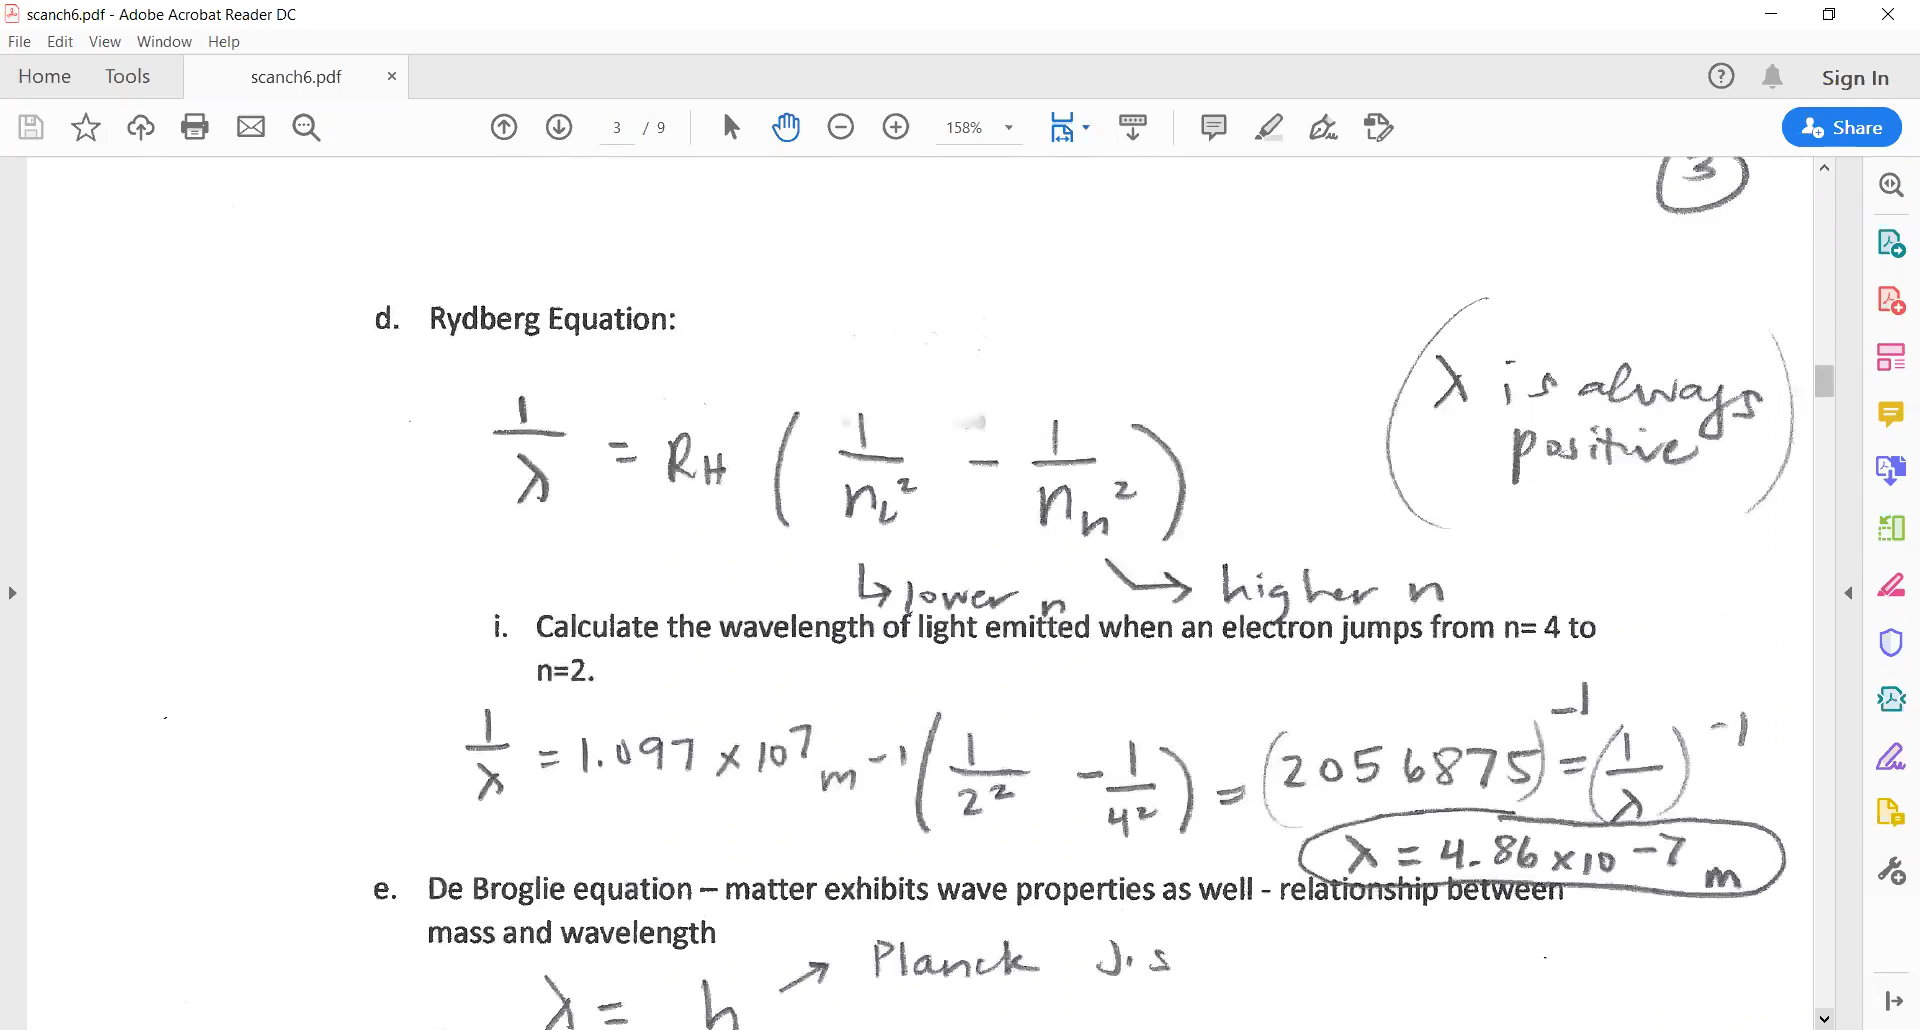 scanch6.pdf - Adobe Acrobat Reader DC
File Edit View Window Help
Home Tools scanch6.pdf × Sign In
3 / 9 158% Share
3
d. Rydberg Equation:
λ is always
positive
1/λ = R_H (1/n_L² - 1/n_h²)
↳ lower n → higher n
i. Calculate the wavelength of light emitted when an electron jumps from n= 4 to
n=2.
1/λ = 1.097 × 10⁷ m⁻¹ (1/2² - 1/4²) = (2056875)⁻¹ = (1/λ)⁻¹
λ = 4.86 × 10⁻⁷ m
e. De Broglie equation – matter exhibits wave properties as well - relationship between
mass and wavelength
→ Planck J·s
λ = h